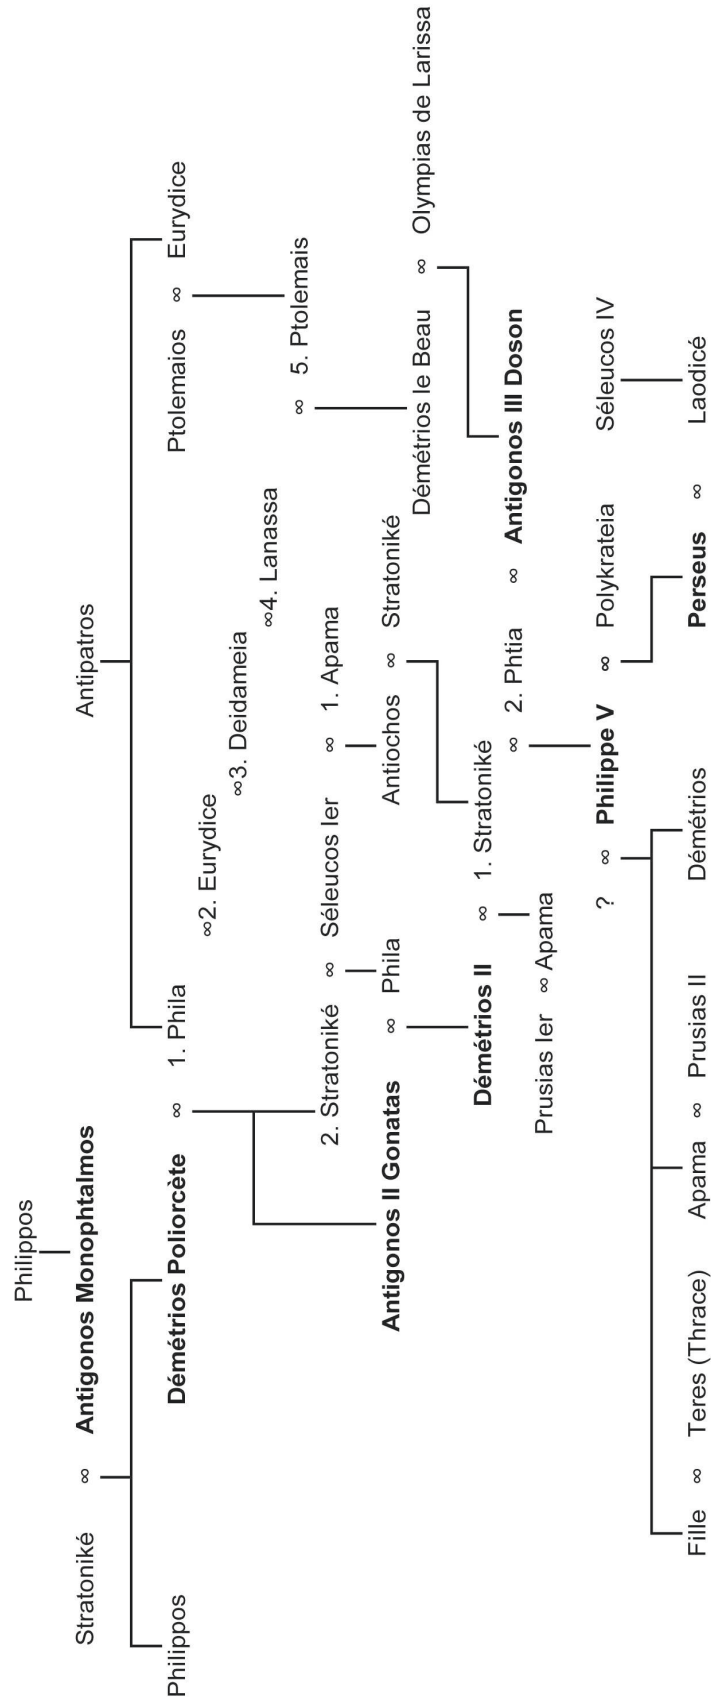 Philippos
Stratoniké ∞ Antigonos Monophtalmos Antipatros
Philippos Démétrios Poliorcète ∞ 1. Phila Ptolemaios ∞ Eurydice
∞2. Eurydice
∞3. Deidameia
∞4. Lanassa
∞ 5. Ptolemais
2. Stratoniké ∞ Séleucos Ier ∞ 1. Apama
Antigonos II Gonatas ∞ Phila Antiochos ∞ Stratoniké
Démétrios le Beau ∞ Olympias de Larissa
Démétrios II ∞ 1. Stratoniké
∞ 2. Phtia ∞ Antigonos III Doson
Prusias Ier ∞ Apama
? ∞ Philippe V ∞ Polykrateia Séleucos IV
Fille ∞ Teres (Thrace) Apama ∞ Prusias II Démétrios Perseus ∞ Laodicé